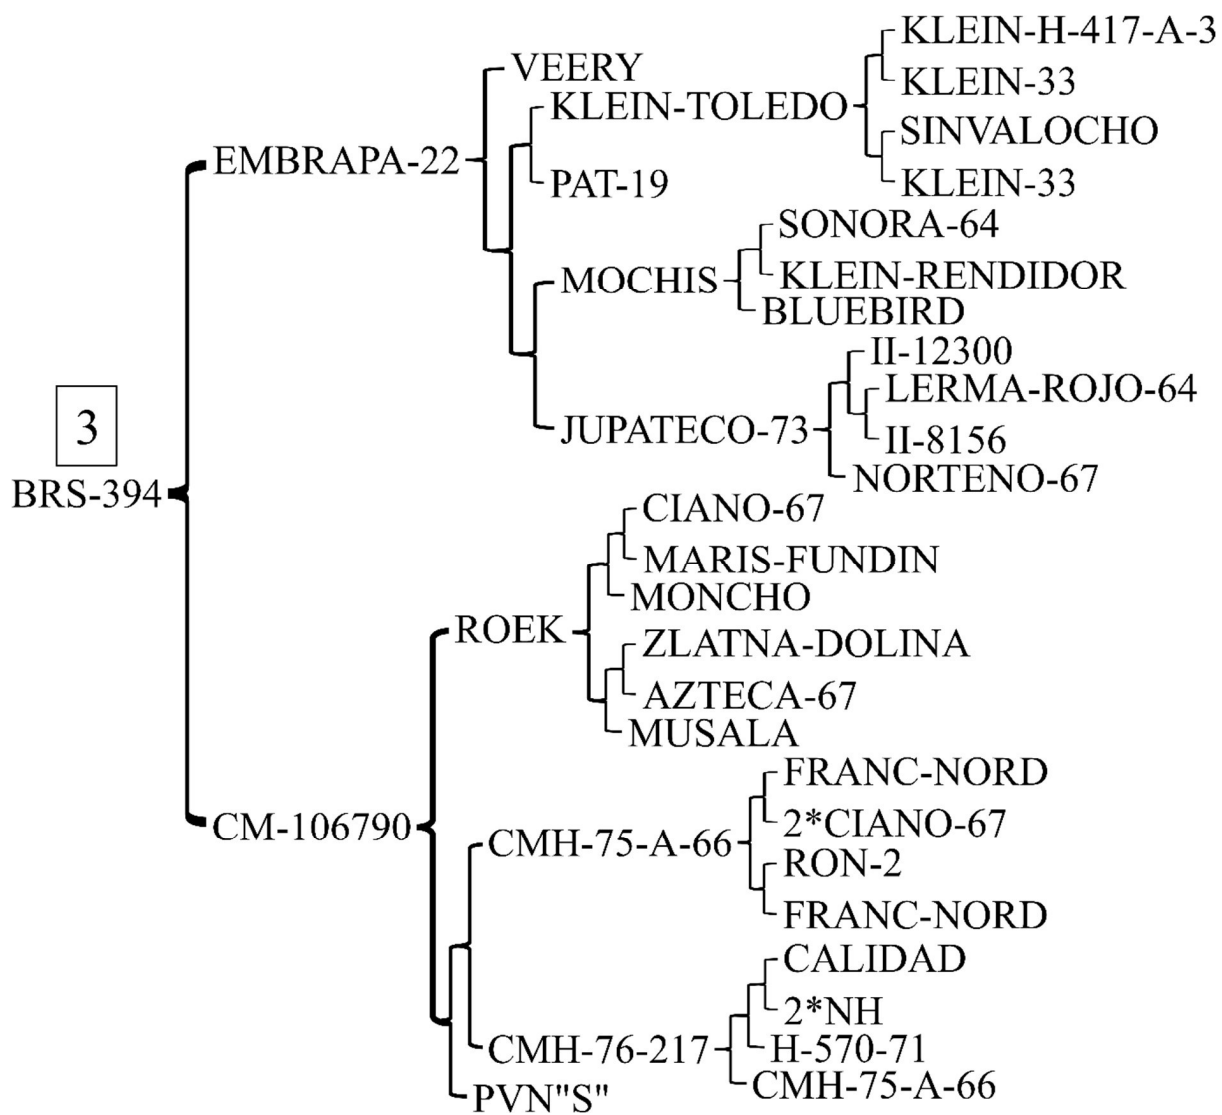 KLEIN-H-417-A-3
VEERY
KLEIN-33
KLEIN-TOLEDO
SINVALOCHO
EMBRAPA-22
PAT-19
KLEIN-33
SONORA-64
MOCHIS
KLEIN-RENDIDOR
BLUEBIRD
II-12300
LERMA-ROJO-64
3
JUPATECO-73
II-8156
NORTENO-67
BRS-394
CIANO-67
MARIS-FUNDIN
MONCHO
ROEK
ZLATNA-DOLINA
AZTECA-67
MUSALA
FRANC-NORD
CM-106790
2*CIANO-67
CMH-75-A-66
RON-2
FRANC-NORD
CALIDAD
2*NH
CMH-76-217
H-570-71
CMH-75-A-66
PVN"S"